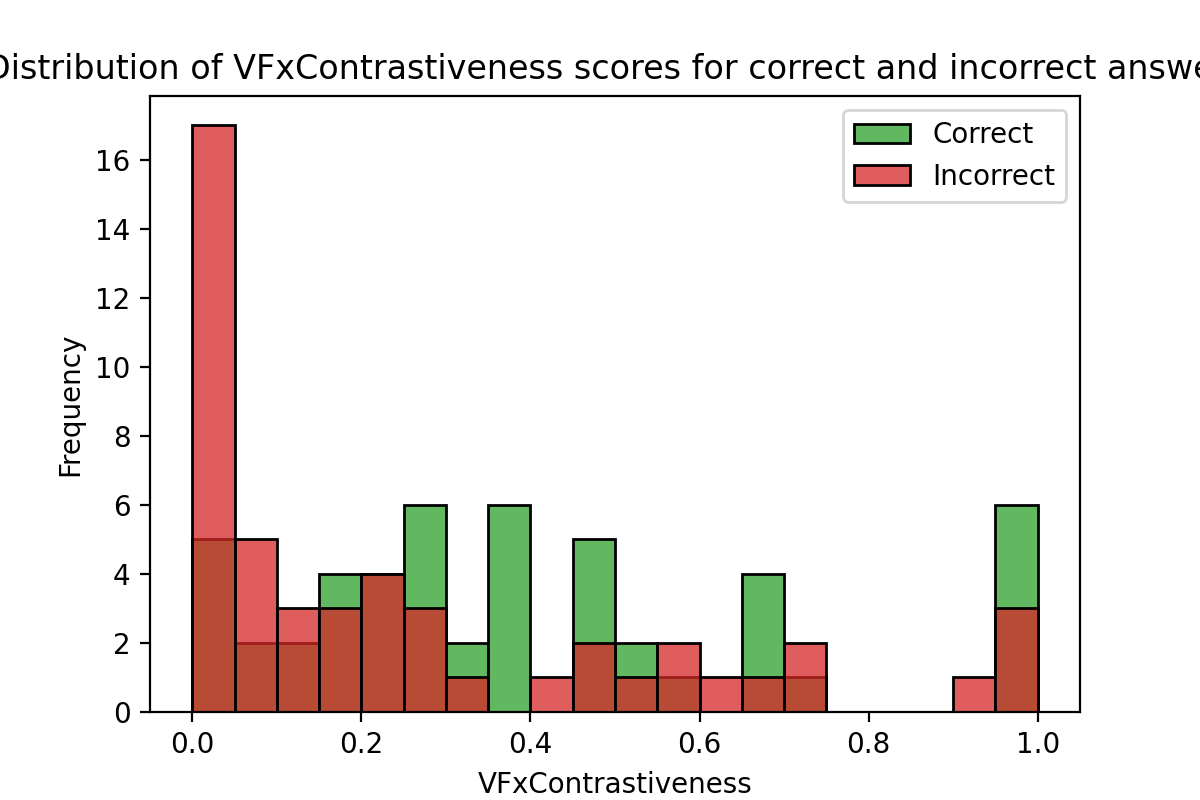 Distribution of VFxContrastiveness scores for correct and incorrect answe
Correct
Incorrect
Frequency
16
14
12
10
8
6
4
2
0
0.0 0.2 0.4 0.6 0.8 1.0
VFxContrastiveness